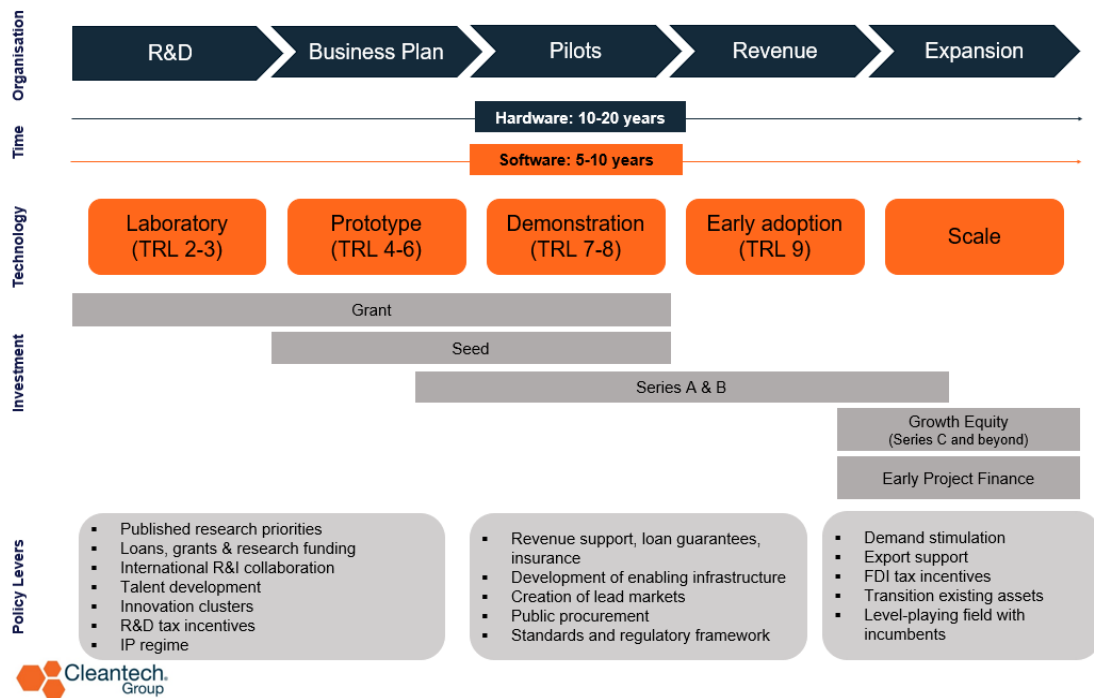 Organisation
R&D
Business Plan
Pilots
Revenue
Expansion
Time
Hardware: 10-20 years
Software: 5-10 years
Technology
Laboratory
(TRL 2-3)
Prototype
(TRL 4-6)
Demonstration
(TRL 7-8)
Early adoption
(TRL 9)
Scale
Investment
Grant
Seed
Series A & B
Growth Equity
(Series C and beyond)
Early Project Finance
Policy Levers
▪ Published research priorities
▪ Loans, grants & research funding
▪ International R&I collaboration
▪ Talent development
▪ Innovation clusters
▪ R&D tax incentives
▪ IP regime
▪ Revenue support, loan guarantees,
insurance
▪ Development of enabling infrastructure
▪ Creation of lead markets
▪ Public procurement
▪ Standards and regulatory framework
▪ Demand stimulation
▪ Export support
▪ FDI tax incentives
▪ Transition existing assets
▪ Level-playing field with
incumbents
Cleantech®
Group